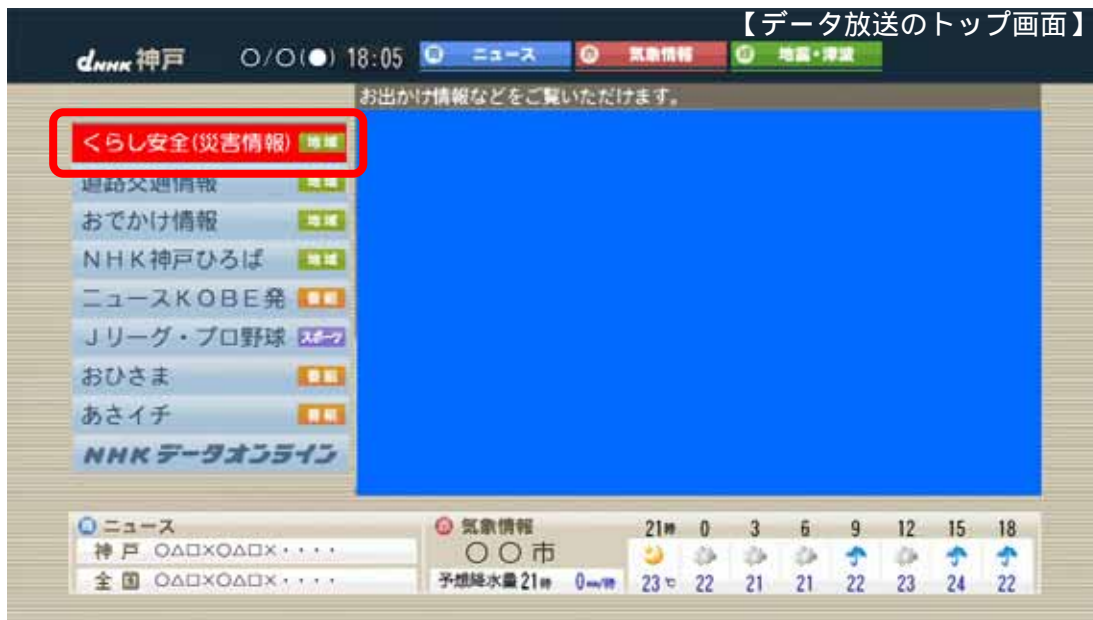 【データ放送のトップ画面】
dNHK神戸 〇/〇(●) 18:05 ニュース 気象情報 地震・津波
お出かけ情報などをご覧いただけます。
くらし安全(災害情報) 地域
道路交通情報 地域
おでかけ情報 地域
NHK神戸ひろば 地域
ニュースKOBE発 番組
Jリーグ・プロ野球 スポーツ
おひさま 番組
あさイチ 番組
NHKデータオンライン
ニュース
神戸 〇△□×〇△□×・・・・
全国 〇△□×〇△□×・・・・
気象情報 21時 0 3 6 9 12 15 18
〇〇市
予想降水量21時 0mm/時 23℃ 22 21 21 22 23 24 22